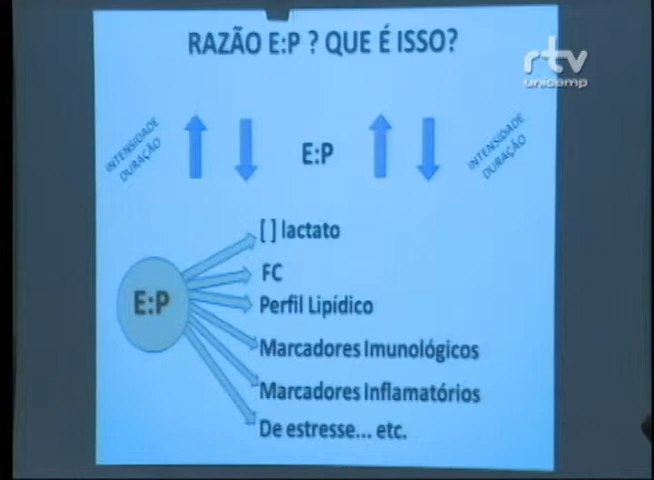 RAZÃO E:P ? QUE É ISSO?
rtv
unicamp
INTENSIDADE
DURAÇÃO
E:P
INTENSIDADE
DURAÇÃO
[ ] lactato
FC
E:P
Perfil Lipídico
Marcadores Imunológicos
Marcadores Inflamatórios
De estresse... etc.